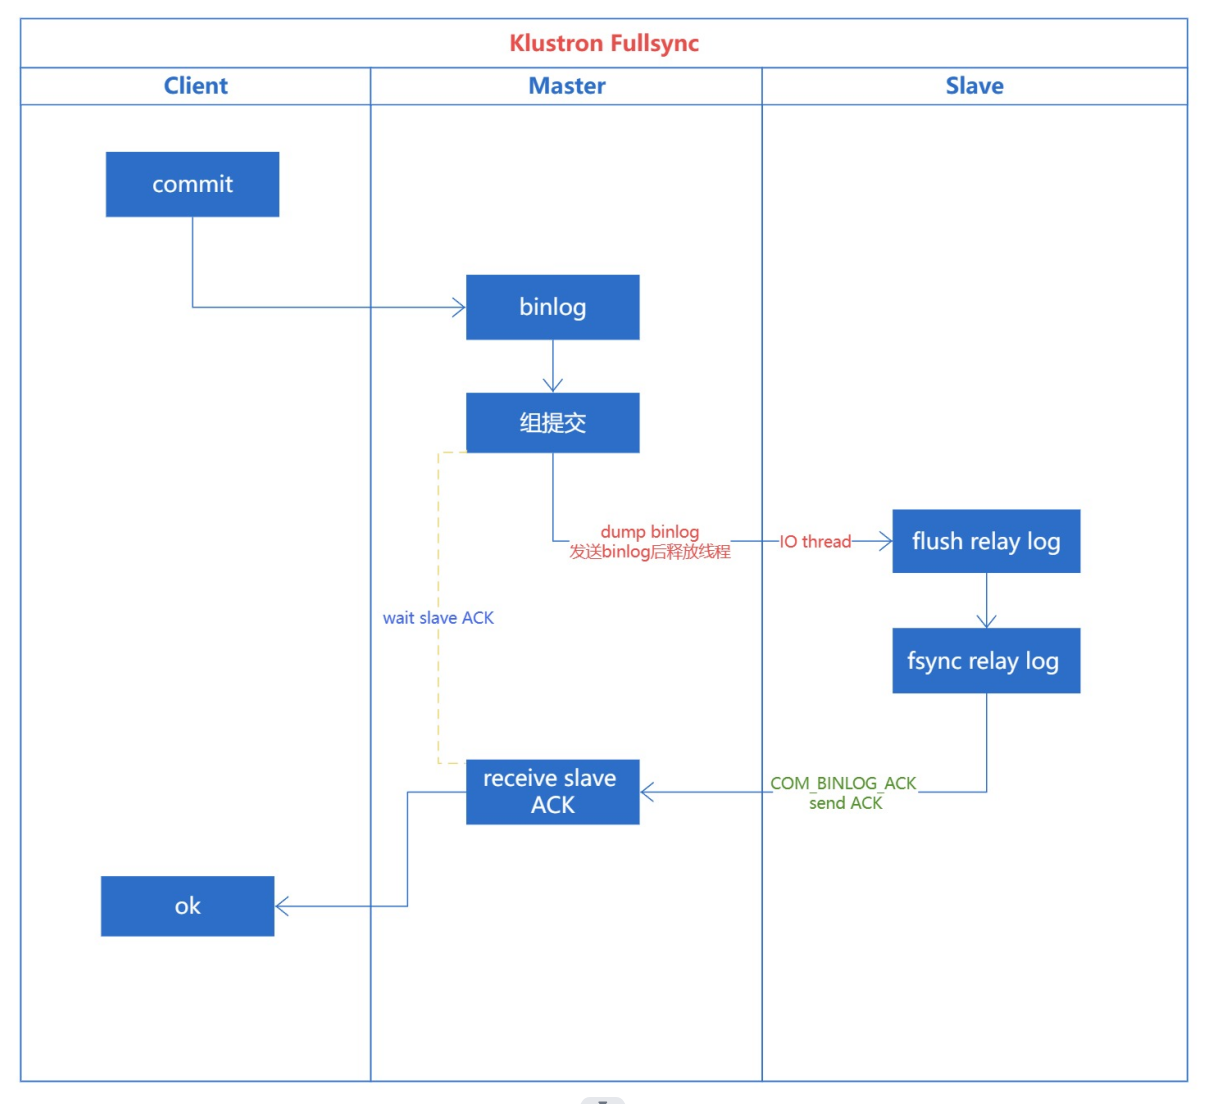 Klustron Fullsync
Client
Master
Slave
commit
binlog
组提交
dump binlog
发送binlog后释放线程
IO thread
flush relay log
wait slave ACK
fsync relay log
receive slave
ACK
COM_BINLOG_ACK
send ACK
ok